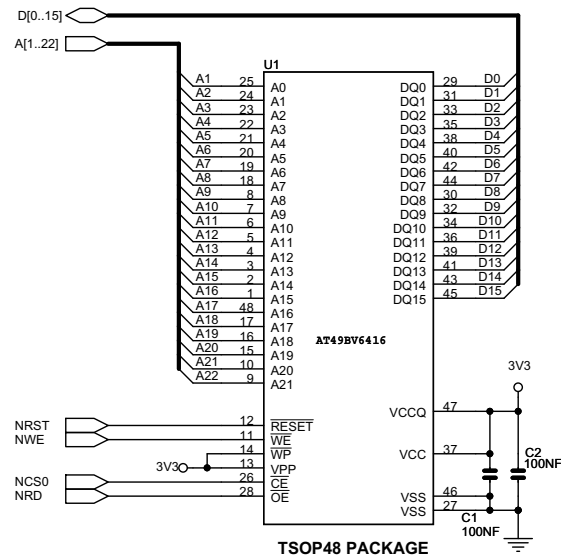 D[0..15]
A[1..22]
U1
A1 25 A0 DQ0 29 D0
A2 24 A1 DQ1 31 D1
A3 23 A2 DQ2 33 D2
A4 22 A3 DQ3 35 D3
A5 21 A4 DQ4 38 D4
A6 20 A5 DQ5 40 D5
A7 19 A6 DQ6 42 D6
A8 18 A7 DQ7 44 D7
A9 8 A8 DQ8 30 D8
A10 7 A9 DQ9 32 D9
A11 6 A10 DQ10 34 D10
A12 5 A11 DQ11 36 D11
A13 4 A12 DQ12 39 D12
A14 3 A13 DQ13 41 D13
A15 2 A14 DQ14 43 D14
A16 1 A15 DQ15 45 D15
A17 48 A16
A18 17 A17
A19 16 A18 AT49BV6416
A20 15 A19
A21 10 A20
A22 9 A21
3V3
VCCQ 47
NRST 12 RESET
NWE 11 WE
14 WP
VCC 37
3V3 13 VPP
C2
100NF
NCS0 26 CE
NRD 28 OE
VSS 46
VSS 27
C1
100NF
TSOP48 PACKAGE